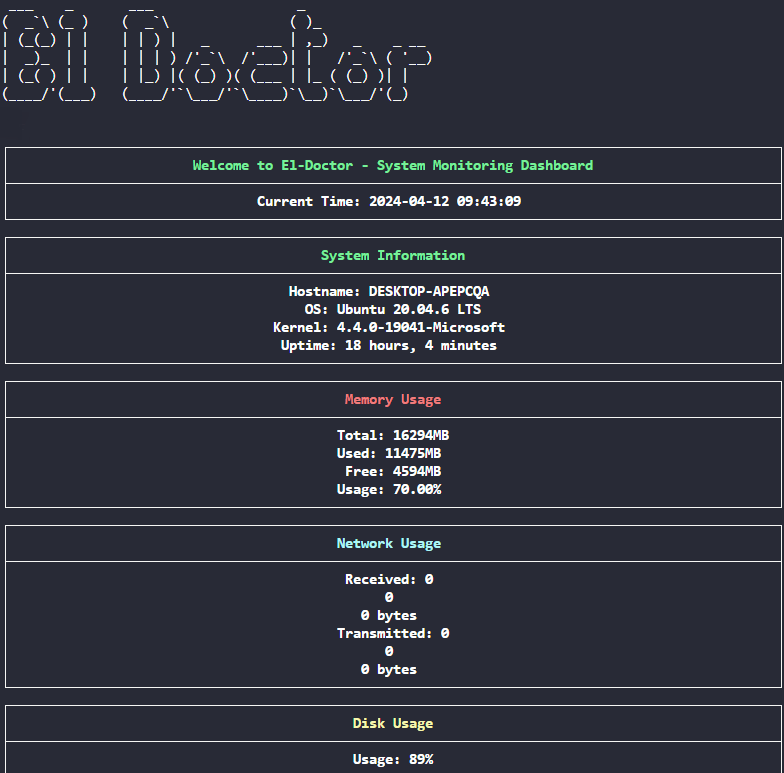 El Doctor
Welcome to El-Doctor - System Monitoring Dashboard
Current Time: 2024-04-12 09:43:09
System Information
Hostname: DESKTOP-APEPCQA
OS: Ubuntu 20.04.6 LTS
Kernel: 4.4.0-19041-Microsoft
Uptime: 18 hours, 4 minutes
Memory Usage
Total: 16294MB
Used: 11475MB
Free: 4594MB
Usage: 70.00%
Network Usage
Received: 0
0
0 bytes
Transmitted: 0
0
0 bytes
Disk Usage
Usage: 89%